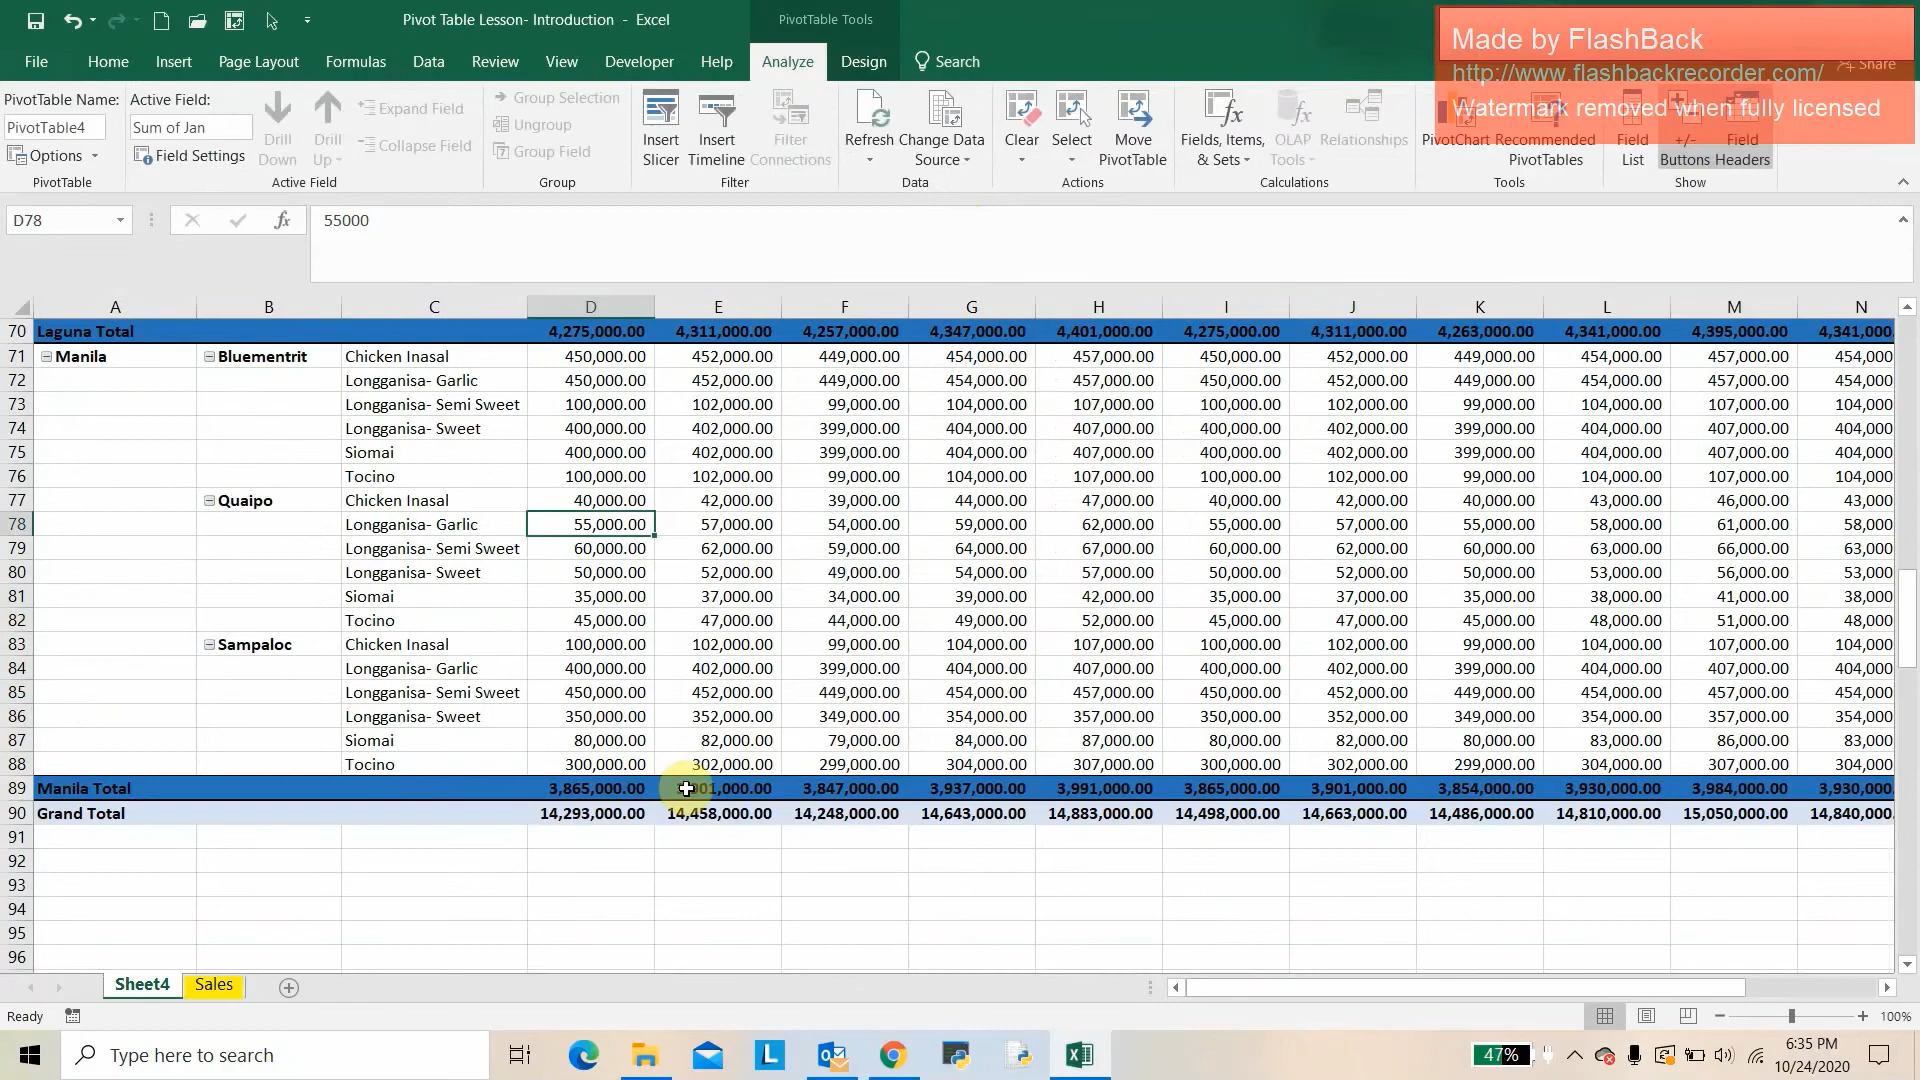 Pivot Table Lesson- Introduction - Excel
PivotTable Tools
Made by FlashBack
http://www.flashbackrecorder.com/
Watermark removed when fully licensed
File Home Insert Page Layout Formulas Data Review View Developer Help Analyze Design Search Share
PivotTable Name:
PivotTable4
Options
PivotTable
Active Field:
Sum of Jan
Field Settings
Drill Down
Drill Up
Expand Field
Collapse Field
Active Field
Group Selection
Ungroup
Group Field
Group
Insert Slicer
Insert Timeline
Filter Connections
Filter
Refresh
Change Data Source
Data
Clear
Select
Move PivotTable
Actions
Fields, Items, & Sets
OLAP Tools
Relationships
Calculations
PivotChart
Recommended PivotTables
Tools
Field List
+/- Buttons
Field Headers
Show
D78 fx 55000
A B C D E F G H I J K L M N
70 Laguna Total 4,275,000.00 4,311,000.00 4,257,000.00 4,347,000.00 4,401,000.00 4,275,000.00 4,311,000.00 4,263,000.00 4,341,000.00 4,395,000.00 4,341,000.
71 Manila Bluementrit Chicken Inasal 450,000.00 452,000.00 449,000.00 454,000.00 457,000.00 450,000.00 452,000.00 449,000.00 454,000.00 457,000.00 454,000
72 Longganisa- Garlic 450,000.00 452,000.00 449,000.00 454,000.00 457,000.00 450,000.00 452,000.00 449,000.00 454,000.00 457,000.00 454,000
73 Longganisa- Semi Sweet 100,000.00 102,000.00 99,000.00 104,000.00 107,000.00 100,000.00 102,000.00 99,000.00 104,000.00 107,000.00 104,000
74 Longganisa- Sweet 400,000.00 402,000.00 399,000.00 404,000.00 407,000.00 400,000.00 402,000.00 399,000.00 404,000.00 407,000.00 404,000
75 Siomai 400,000.00 402,000.00 399,000.00 404,000.00 407,000.00 400,000.00 402,000.00 399,000.00 404,000.00 407,000.00 404,000
76 Tocino 100,000.00 102,000.00 99,000.00 104,000.00 107,000.00 100,000.00 102,000.00 99,000.00 104,000.00 107,000.00 104,000
77 Quaipo Chicken Inasal 40,000.00 42,000.00 39,000.00 44,000.00 47,000.00 40,000.00 42,000.00 40,000.00 43,000.00 46,000.00 43,000
78 Longganisa- Garlic 55,000.00 57,000.00 54,000.00 59,000.00 62,000.00 55,000.00 57,000.00 55,000.00 58,000.00 61,000.00 58,000
79 Longganisa- Semi Sweet 60,000.00 62,000.00 59,000.00 64,000.00 67,000.00 60,000.00 62,000.00 60,000.00 63,000.00 66,000.00 63,000
80 Longganisa- Sweet 50,000.00 52,000.00 49,000.00 54,000.00 57,000.00 50,000.00 52,000.00 50,000.00 53,000.00 56,000.00 53,000
81 Siomai 35,000.00 37,000.00 34,000.00 39,000.00 42,000.00 35,000.00 37,000.00 35,000.00 38,000.00 41,000.00 38,000
82 Tocino 45,000.00 47,000.00 44,000.00 49,000.00 52,000.00 45,000.00 47,000.00 45,000.00 48,000.00 51,000.00 48,000
83 Sampaloc Chicken Inasal 100,000.00 102,000.00 99,000.00 104,000.00 107,000.00 100,000.00 102,000.00 99,000.00 104,000.00 107,000.00 104,000
84 Longganisa- Garlic 400,000.00 402,000.00 399,000.00 404,000.00 407,000.00 400,000.00 402,000.00 399,000.00 404,000.00 407,000.00 404,000
85 Longganisa- Semi Sweet 450,000.00 452,000.00 449,000.00 454,000.00 457,000.00 450,000.00 452,000.00 449,000.00 454,000.00 457,000.00 454,000
86 Longganisa- Sweet 350,000.00 352,000.00 349,000.00 354,000.00 357,000.00 350,000.00 352,000.00 349,000.00 354,000.00 357,000.00 354,000
87 Siomai 80,000.00 82,000.00 79,000.00 84,000.00 87,000.00 80,000.00 82,000.00 80,000.00 83,000.00 86,000.00 83,000
88 Tocino 300,000.00 302,000.00 299,000.00 304,000.00 307,000.00 300,000.00 302,000.00 299,000.00 304,000.00 307,000.00 304,000
89 Manila Total 3,865,000.00 01,000.00 3,847,000.00 3,937,000.00 3,991,000.00 3,865,000.00 3,901,000.00 3,854,000.00 3,930,000.00 3,984,000.00 3,930,000.
90 Grand Total 14,293,000.00 14,458,000.00 14,248,000.00 14,643,000.00 14,883,000.00 14,498,000.00 14,663,000.00 14,486,000.00 14,810,000.00 15,050,000.00 14,840,000.
91
92
93
94
95
96
Sheet4 Sales
Ready 100%
Type here to search
L
47%
6:35 PM
10/24/2020